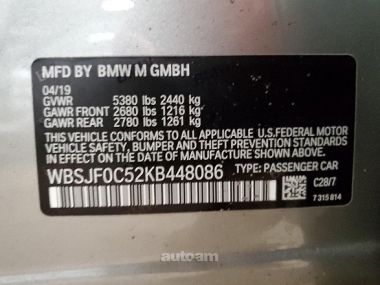 MFD BY BMW M GMBH
04/19
GVWR 5380 lbs 2440 kg
GAWR FRONT 2680 lbs 1216 kg
GAWR REAR 2780 lbs 1261 kg
THIS VEHICLE CONFORMS TO ALL APPLICABLE U.S.FEDERAL MOTOR
VEHICLE SAFETY, BUMPER, AND THEFT PREVENTION STANDARDS
IN EFFECT ON THE DATE OF MANUFACTURE SHOWN ABOVE.
WBSJF0C52KB448086 TYPE: PASSENGER CAR
C28/7
7 315 814
autoam